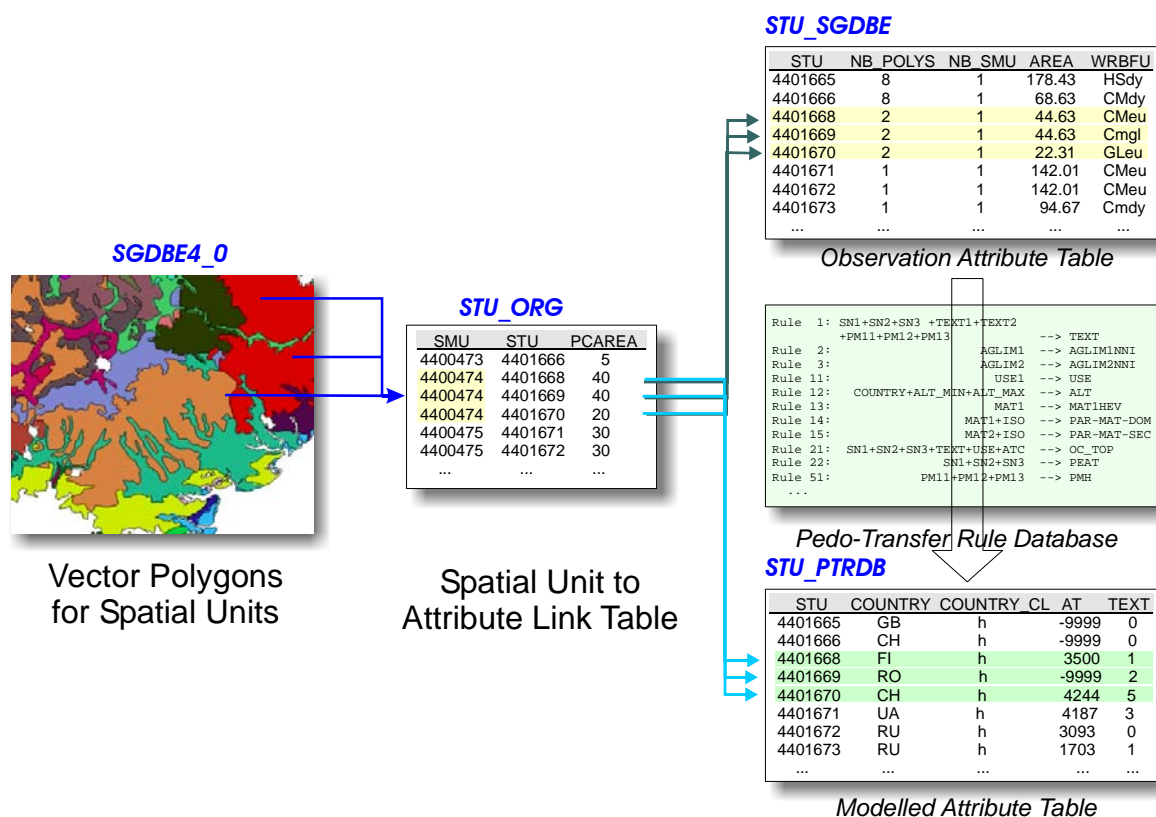 SGDBE4_0
Vector Polygons
for Spatial Units
STU_ORG
SMU STU PCAREA
4400473 4401666 5
4400474 4401668 40
4400474 4401669 40
4400474 4401670 20
4400475 4401671 30
4400475 4401672 30
... ... ...
Spatial Unit to
Attribute Link Table
STU_SGDBE
STU NB_POLYS NB_SMU AREA WRBFU
4401665 8 1 178.43 HSdy
4401666 8 1 68.63 CMdy
4401668 2 1 44.63 CMeu
4401669 2 1 44.63 Cmgl
4401670 2 1 22.31 GLeu
4401671 1 1 142.01 CMeu
4401672 1 1 142.01 CMeu
4401673 1 1 94.67 Cmdy
... ... ... ... ...
Observation Attribute Table
Rule 1: SN1+SN2+SN3 +TEXT1+TEXT2
+PM11+PM12+PM13 --> TEXT
Rule 2: AGLIM1 --> AGLIM1NNI
Rule 3: AGLIM2 --> AGLIM2NNI
Rule 11: USE1 --> USE
Rule 12: COUNTRY+ALT_MIN+ALT_MAX --> ALT
Rule 13: MAT1 --> MAT1HEV
Rule 14: MAT1+ISO --> PAR-MAT-DOM
Rule 15: MAT2+ISO --> PAR-MAT-SEC
Rule 21: SN1+SN2+SN3+TEXT+USE+ATC --> OC_TOP
Rule 22: SN1+SN2+SN3 --> PEAT
Rule 51: PM11+PM12+PM13 --> PMH
...
Pedo-Transfer Rule Database
STU_PTRDB
STU COUNTRY COUNTRY_CL AT TEXT
4401665 GB h -9999 0
4401666 CH h -9999 0
4401668 FI h 3500 1
4401669 RO h -9999 2
4401670 CH h 4244 5
4401671 UA h 4187 3
4401672 RU h 3093 0
4401673 RU h 1703 1
... ... ... ... ...
Modelled Attribute Table